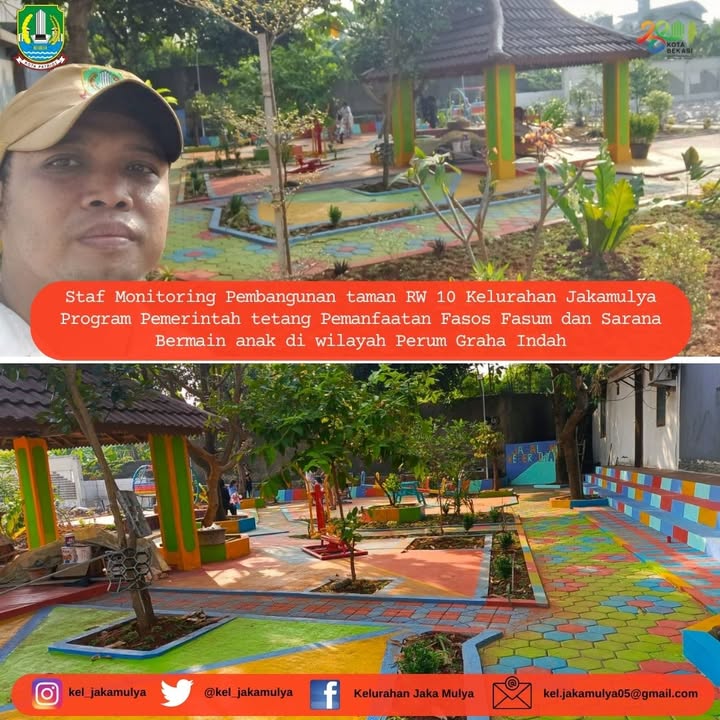 KOTA BEKASI
Staf Monitoring Pembangunan taman RW 10 Kelurahan Jakamulya
Program Pemerintah tetang Pemanfaatan Fasos Fasum dan Sarana
Bermain anak di wilayah Perum Graha Indah
kel_jakamulya
@kel_jakamulya
Kelurahan Jaka Mulya
kel.jakamulya05@gmail.com